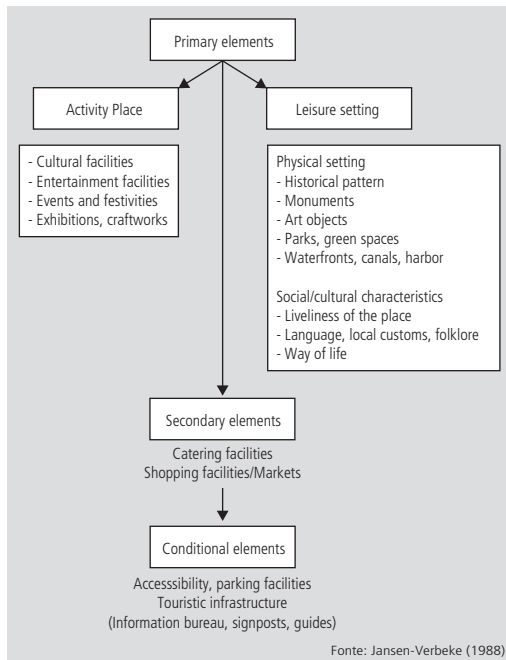 Primary elements
Activity Place
Leisure setting
- Cultural facilities
- Entertainment facilities
- Events and festivities
- Exhibitions, craftworks
Physical setting
- Historical pattern
- Monuments
- Art objects
- Parks, green spaces
- Waterfronts, canals, harbor
Social/cultural characteristics
- Liveliness of the place
- Language, local customs, folklore
- Way of life
Secondary elements
Catering facilities
Shopping facilities/Markets
Conditional elements
Accesssibility, parking facilities
Touristic infrastructure
(Information bureau, signposts, guides)
Fonte: Jansen-Verbeke (1988)